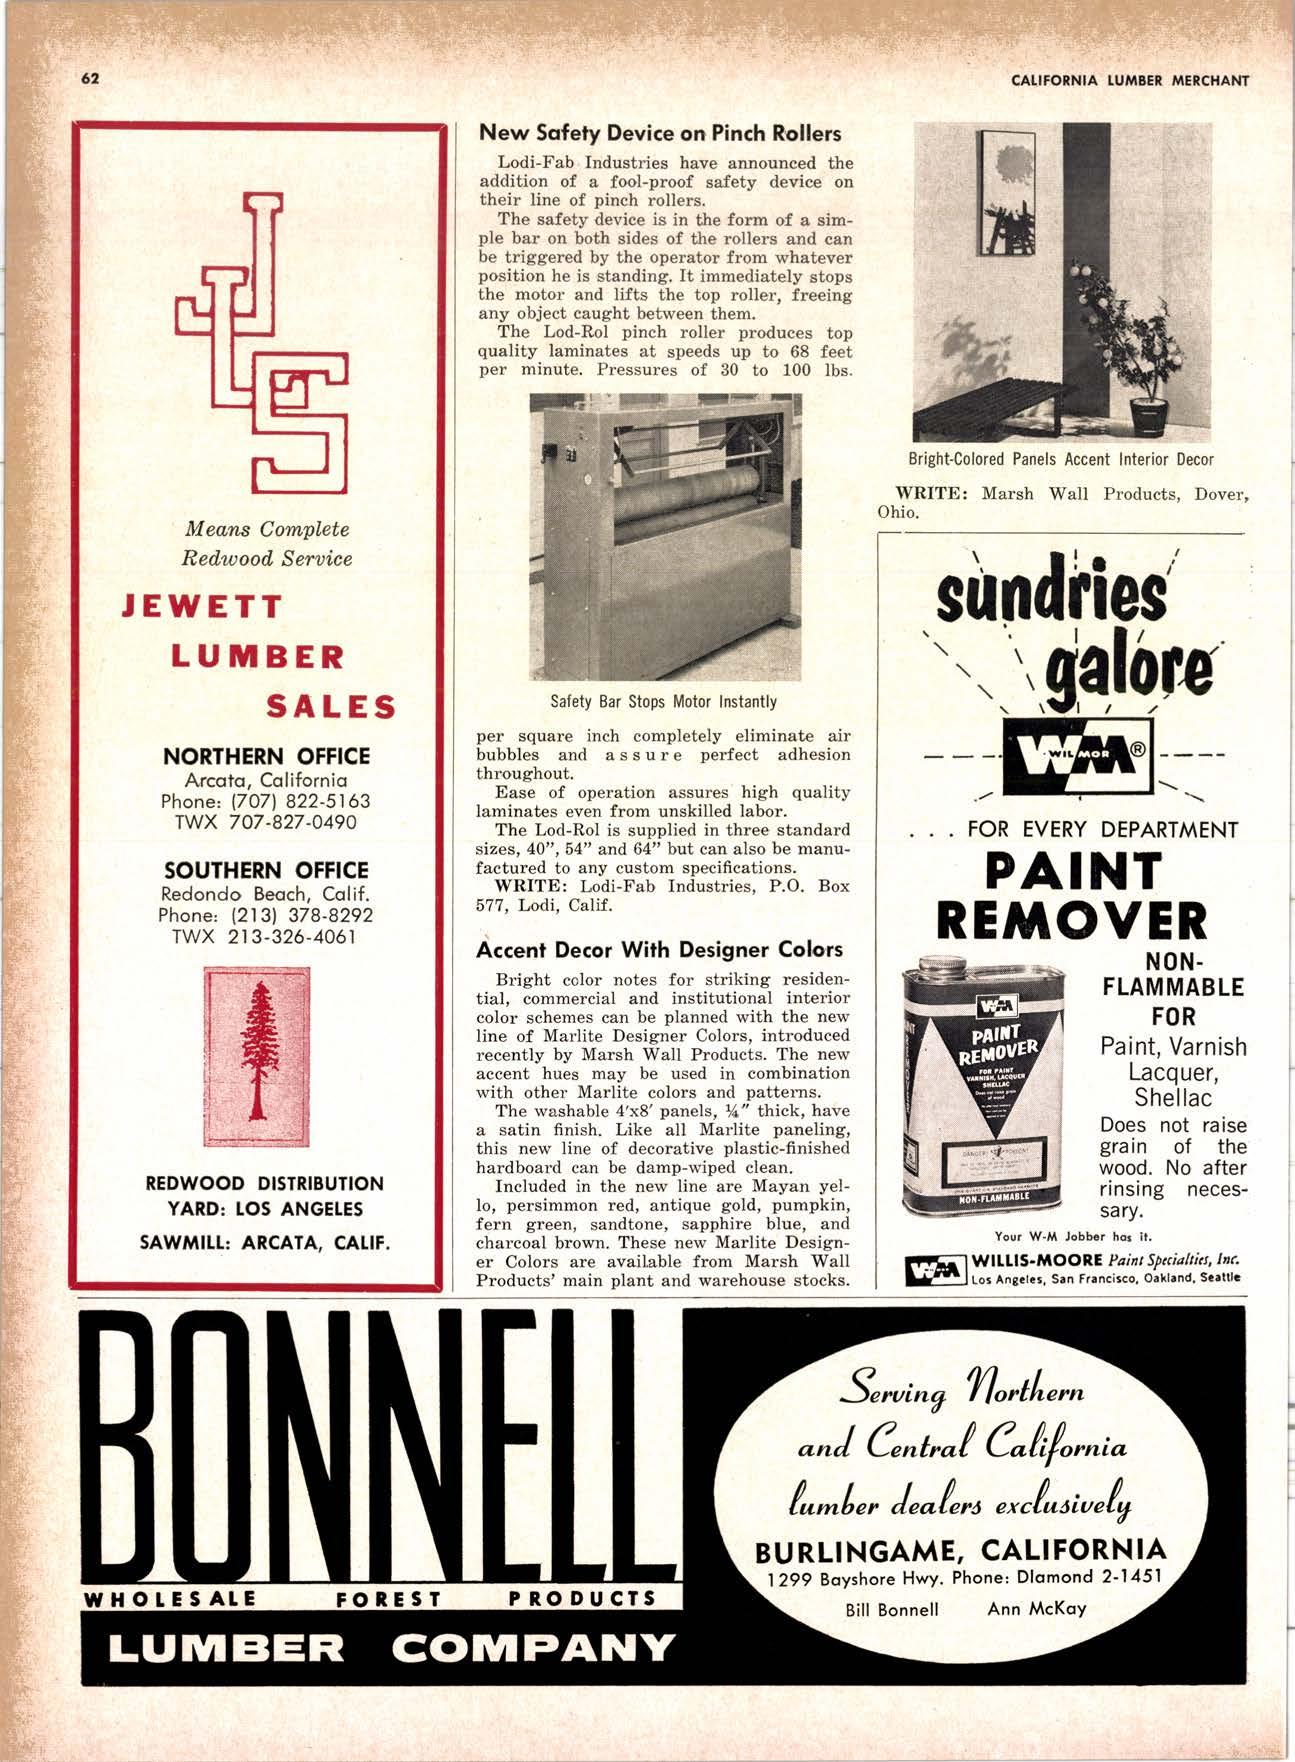 62
CALIFORNIA LUMBER MERCHANT
JLS
Means Complete
Redwood Service
JEWETT
LUMBER
SALES
NORTHERN OFFICE
Arcata, California
Phone: (707) 822-5163
TWX 707-827-0490
SOUTHERN OFFICE
Redondo Beach, Calif.
Phone: (213) 378-8292
TWX 213-326-4061
REDWOOD DISTRIBUTION
YARD: LOS ANGELES
SAWMILL: ARCATA, CALIF.
New Safety Device on Pinch Rollers
Lodi-Fab Industries have announced the
addition of a fool-proof safety device on
their line of pinch rollers.
The safety device is in the form of a sim-
ple bar on both sides of the rollers and can
be triggered by the operator from whatever
position he is standing. It immediately stops
the motor and lifts the top roller, freeing
any object caught between them.
The Lod-Rol pinch roller produces top
quality laminates at speeds up to 68 feet
per minute. Pressures of 30 to 100 lbs.
Safety Bar Stops Motor Instantly
per square inch completely eliminate air
bubbles and assure perfect adhesion
throughout.
Ease of operation assures high quality
laminates even from unskilled labor.
The Lod-Rol is supplied in three standard
sizes, 40”, 54” and 64” but can also be manu-
factured to any custom specifications.
WRITE: Lodi-Fab Industries, P.O. Box
577, Lodi, Calif.
Accent Decor With Designer Colors
Bright color notes for striking residen-
tial, commercial and institutional interior
color schemes can be planned with the new
line of Marlite Designer Colors, introduced
recently by Marsh Wall Products. The new
accent hues may be used in combination
with other Marlite colors and patterns.
The washable 4'x8' panels, ¼” thick, have
a satin finish. Like all Marlite paneling,
this new line of decorative plastic-finished
hardboard can be damp-wiped clean.
Included in the new line are Mayan yel-
lo, persimmon red, antique gold, pumpkin,
fern green, sandtone, sapphire blue, and
charcoal brown. These new Marlite Design-
er Colors are available from Marsh Wall
Products' main plant and warehouse stocks.
Bright-Colored Panels Accent Interior Decor
WRITE: Marsh Wall Products, Dover,
Ohio.
sundries
galore
WM WILMOR ®
. . . FOR EVERY DEPARTMENT
PAINT
REMOVER
NON-
FLAMMABLE
FOR
Paint, Varnish
Lacquer,
Shellac
Does not raise
grain of the
wood. No after
rinsing neces-
sary.
WM
PAINT
REMOVER
FOR PAINT
VARNISH, LACQUER
SHELLAC
Does not raise grain
of wood
DANGER! POISON!
NON-FLAMMABLE
Your W-M Jobber has it.
WM WILLIS-MOORE Paint Specialties, Inc.
Los Angeles, San Francisco, Oakland, Seattle
BONNELL
WHOLESALE FOREST PRODUCTS
LUMBER COMPANY
Serving Northern
and Central California
lumber dealers exclusively
BURLINGAME, CALIFORNIA
1299 Bayshore Hwy. Phone: DIamond 2-1451
Bill Bonnell Ann McKay